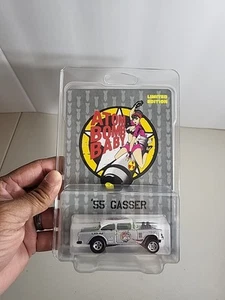 LIMITED
EDITION
ATOM
BOMB
BABY
'55 GASSER